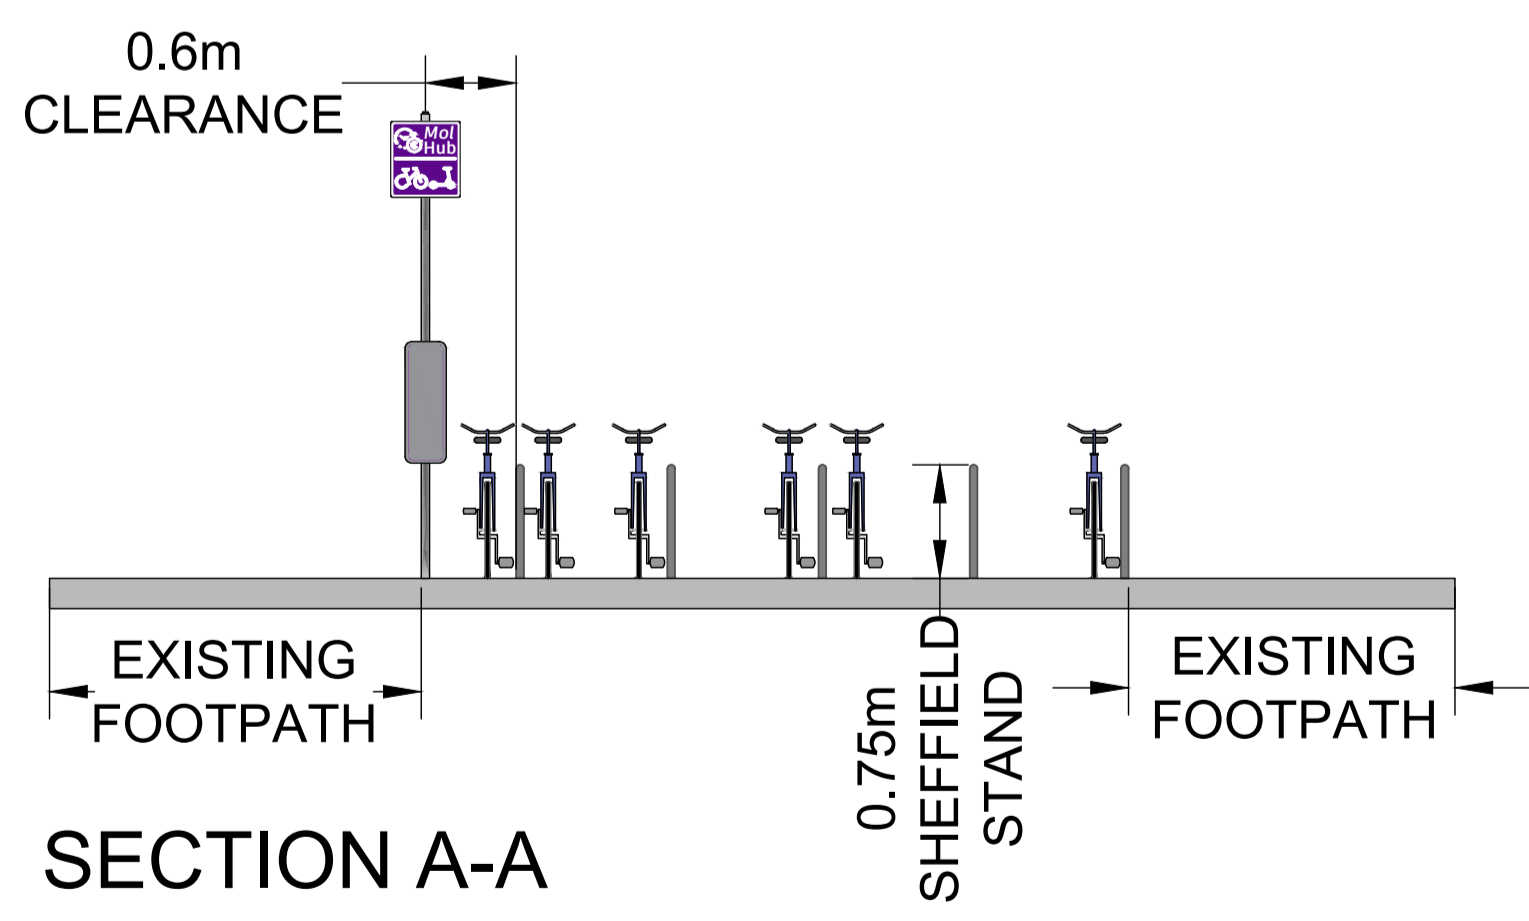 0.6m
CLEARANCE
Mol
Hub
EXISTING
FOOTPATH
0.75m
SHEFFIELD
STAND
EXISTING
FOOTPATH
SECTION A-A